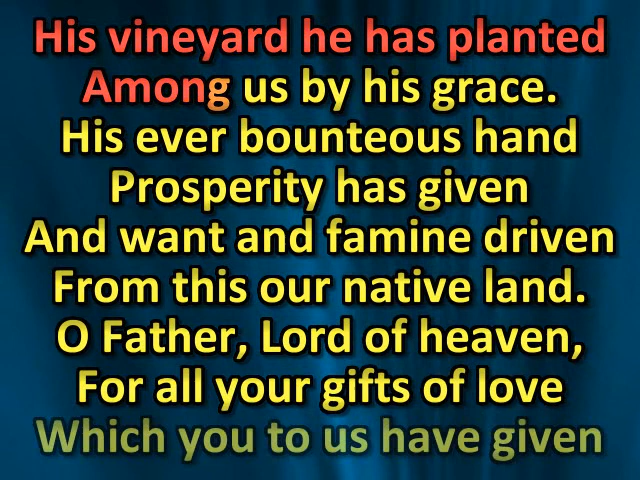 His vineyard he has planted
Among us by his grace.
His ever bounteous hand
Prosperity has given
And want and famine driven
From this our native land.
O Father, Lord of heaven,
For all your gifts of love
Which you to us have given